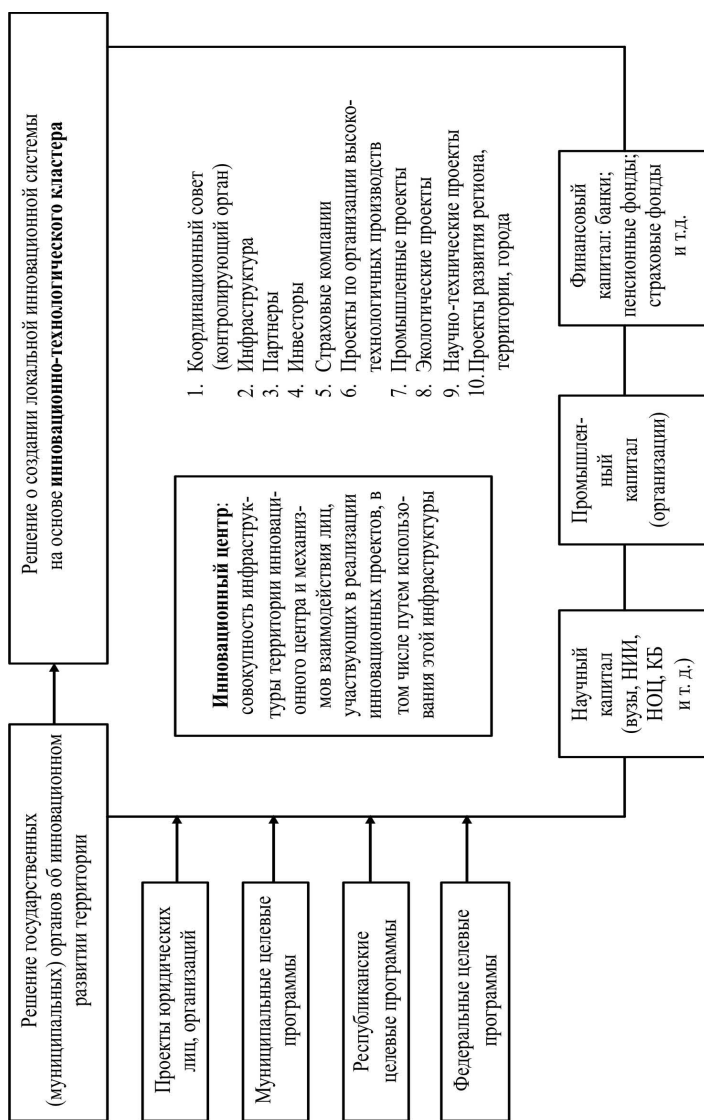 Решение государственных
(муниципальных) органов об инновационном
развитии территории
Решение о создании локальной инновационной системы
на основе инновационно-технологического кластера
Проекты юридических
лиц, организаций
Муниципальные целевые
программы
Республиканские
целевые программы
Федеральные целевые
программы
Инновационный центр:
совокупность инфраструк-
туры территории инноваци-
онного центра и механиз-
мов взаимодействия лиц,
участвующих в реализации
инновационных проектов, в
том числе путем использо-
вания этой инфраструктуры
1. Координационный совет
(контролирующий орган)
2. Инфраструктура
3. Партнеры
4. Инвесторы
5. Страховые компании
6. Проекты по организации высоко-
технологичных производств
7. Промышленные проекты
8. Экологические проекты
9. Научно-технические проекты
10. Проекты развития региона,
территории, города
Научный
капитал
(вузы, НИИ,
НОЦ, КБ
и т. д.)
Промышлен-
ный
капитал
(организации)
Финансовый
капитал: банки;
пенсионные фонды;
страховые фонды
и т.д.